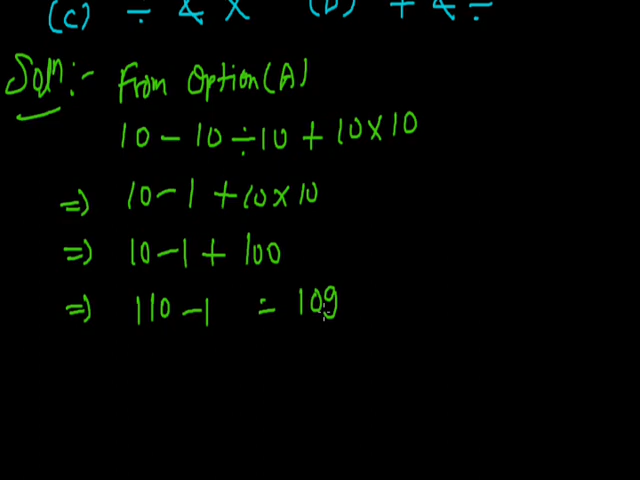 (c) ÷ & × (D) + & ÷
Soln:- From Option(A)
10 - 10 ÷ 10 + 10 × 10
⇒ 10 - 1 + 10 × 10
⇒ 10 - 1 + 100
⇒ 110 - 1 = 109